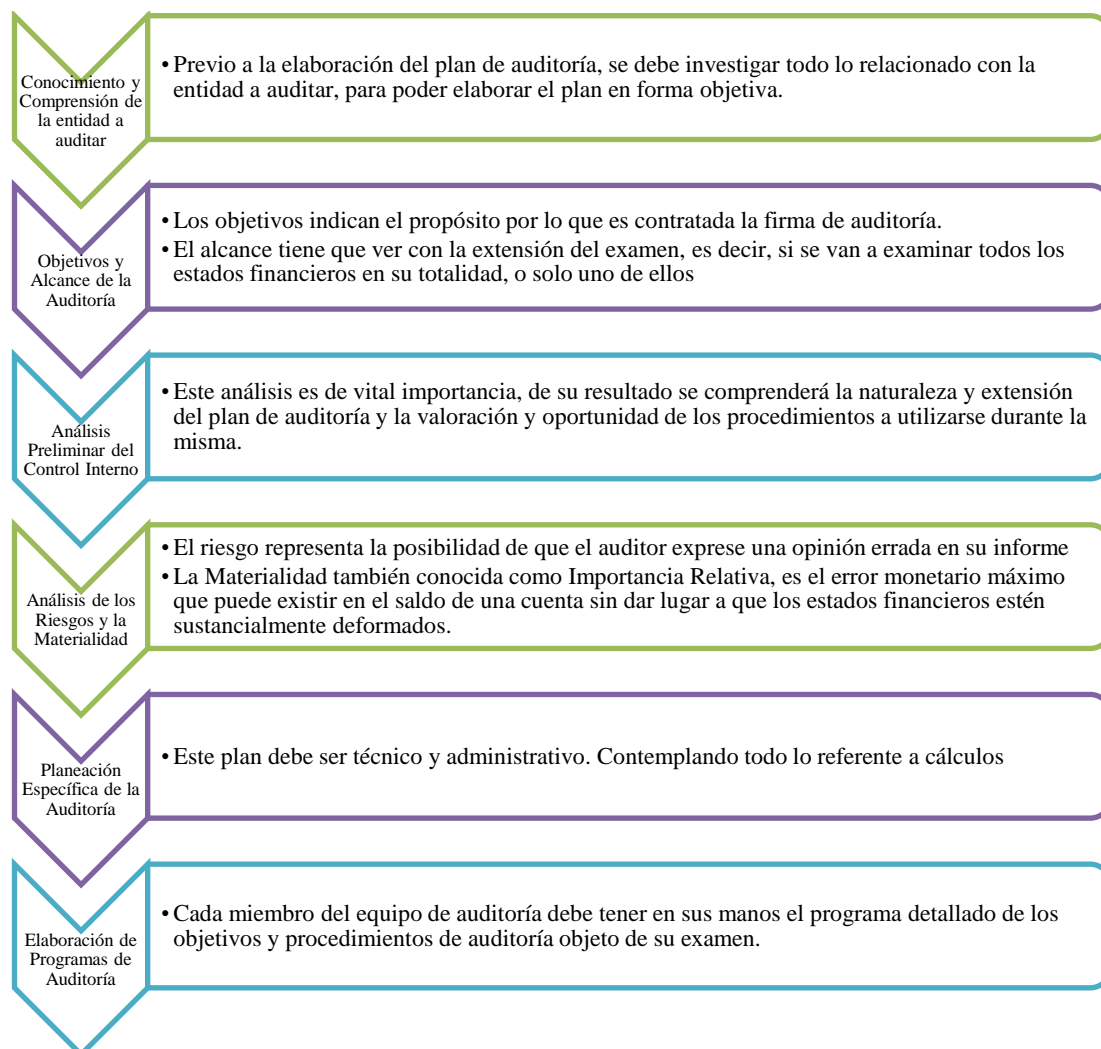 Conocimiento y
Comprensión de
la entidad a
auditar
• Previo a la elaboración del plan de auditoría, se debe investigar todo lo relacionado con la
entidad a auditar, para poder elaborar el plan en forma objetiva.
Objetivos y
Alcance de la
Auditoría
• Los objetivos indican el propósito por lo que es contratada la firma de auditoría.
• El alcance tiene que ver con la extensión del examen, es decir, si se van a examinar todos los
estados financieros en su totalidad, o solo uno de ellos
Análisis
Preliminar del
Control Interno
• Este análisis es de vital importancia, de su resultado se comprenderá la naturaleza y extensión
del plan de auditoría y la valoración y oportunidad de los procedimientos a utilizarse durante la
misma.
Análisis de los
Riesgos y la
Materialidad
• El riesgo representa la posibilidad de que el auditor exprese una opinión errada en su informe
• La Materialidad también conocida como Importancia Relativa, es el error monetario máximo
que puede existir en el saldo de una cuenta sin dar lugar a que los estados financieros estén
sustancialmente deformados.
Planeación
Específica de la
Auditoría
• Este plan debe ser técnico y administrativo. Contemplando todo lo referente a cálculos
Elaboración de
Programas de
Auditoría
• Cada miembro del equipo de auditoría debe tener en sus manos el programa detallado de los
objetivos y procedimientos de auditoría objeto de su examen.